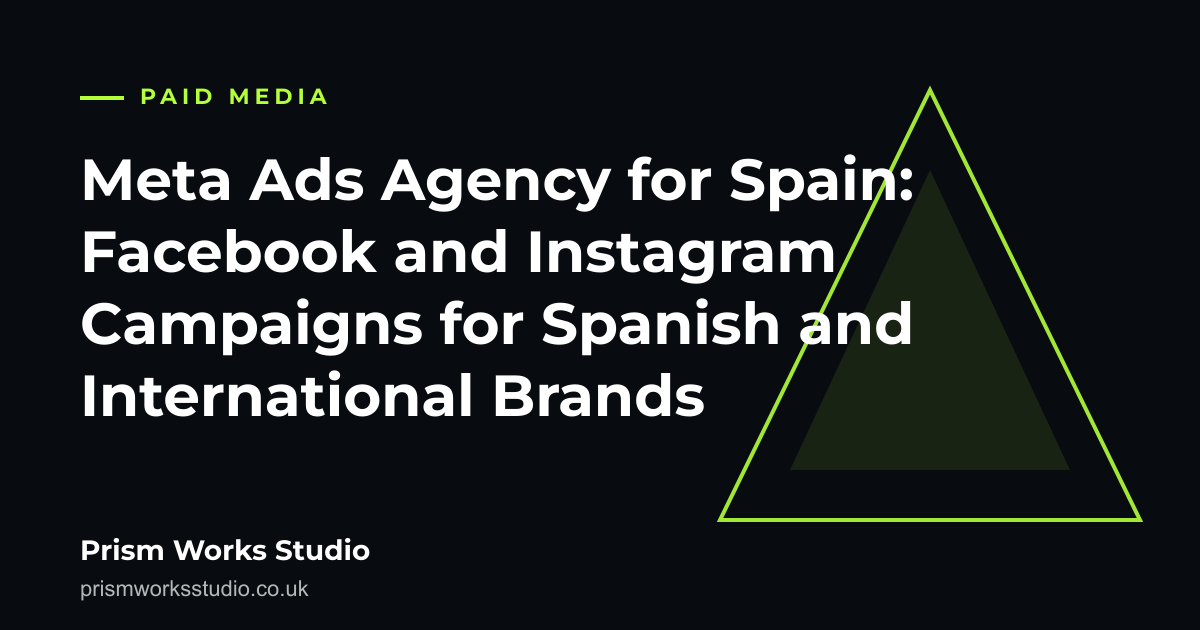 PAID MEDIA
Meta Ads Agency for Spain:
Facebook and Instagram
Campaigns for Spanish and
International Brands
Prism Works Studio
prismworksstudio.co.uk